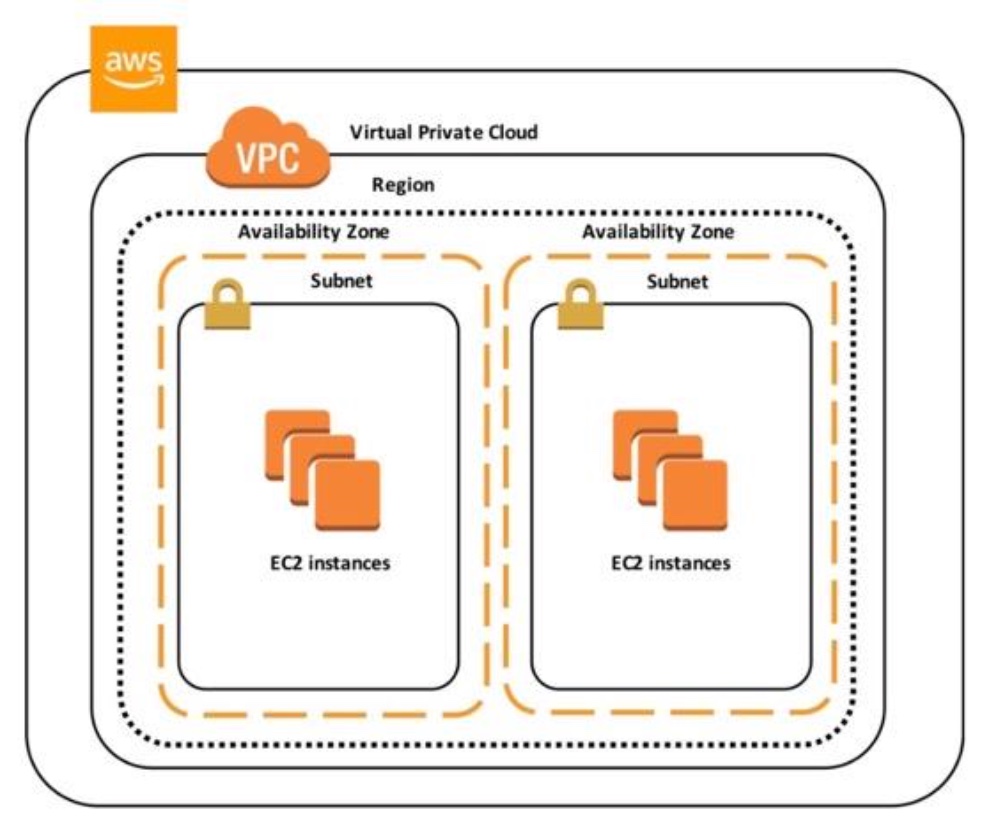 aws
Virtual Private Cloud
VPC
Region
Availability Zone
Availability Zone
Subnet
Subnet
EC2 instances
EC2 instances